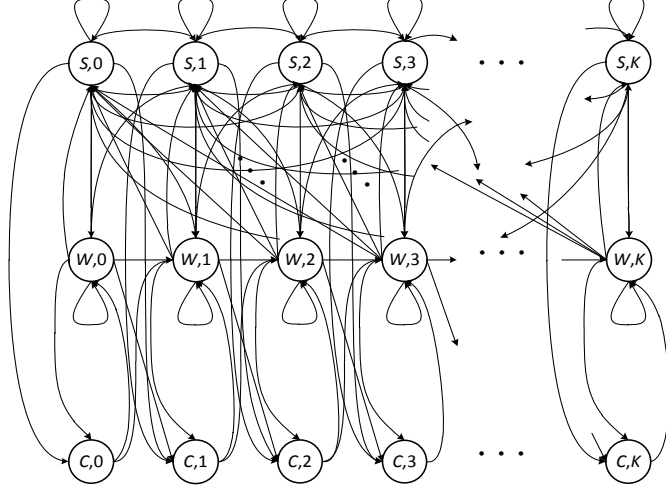 S,0 S,1 S,2 S,3 . . . S,K
W,0 W,1 W,2 W,3 . . . W,K
C,0 C,1 C,2 C,3 . . . C,K